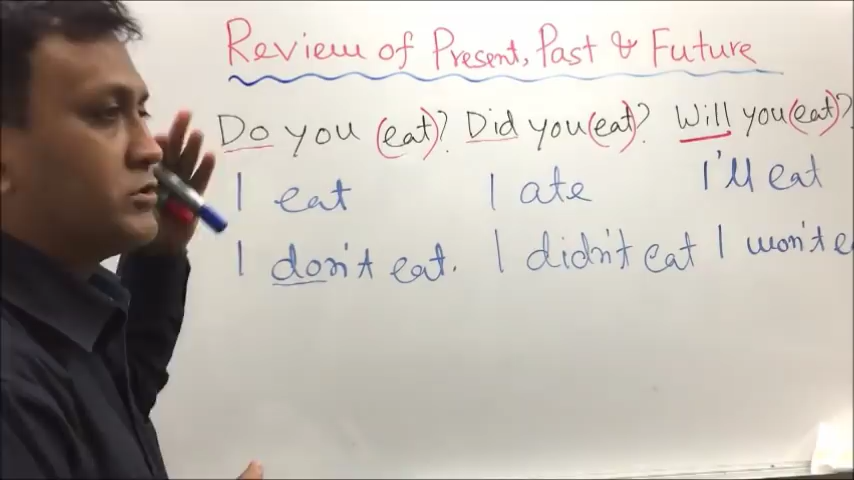 Review of Present, Past & Future
Do you (eat)? Did you (eat)? Will you (eat)?
I eat I ate I'll eat
I don't eat. I didn't eat I won't e